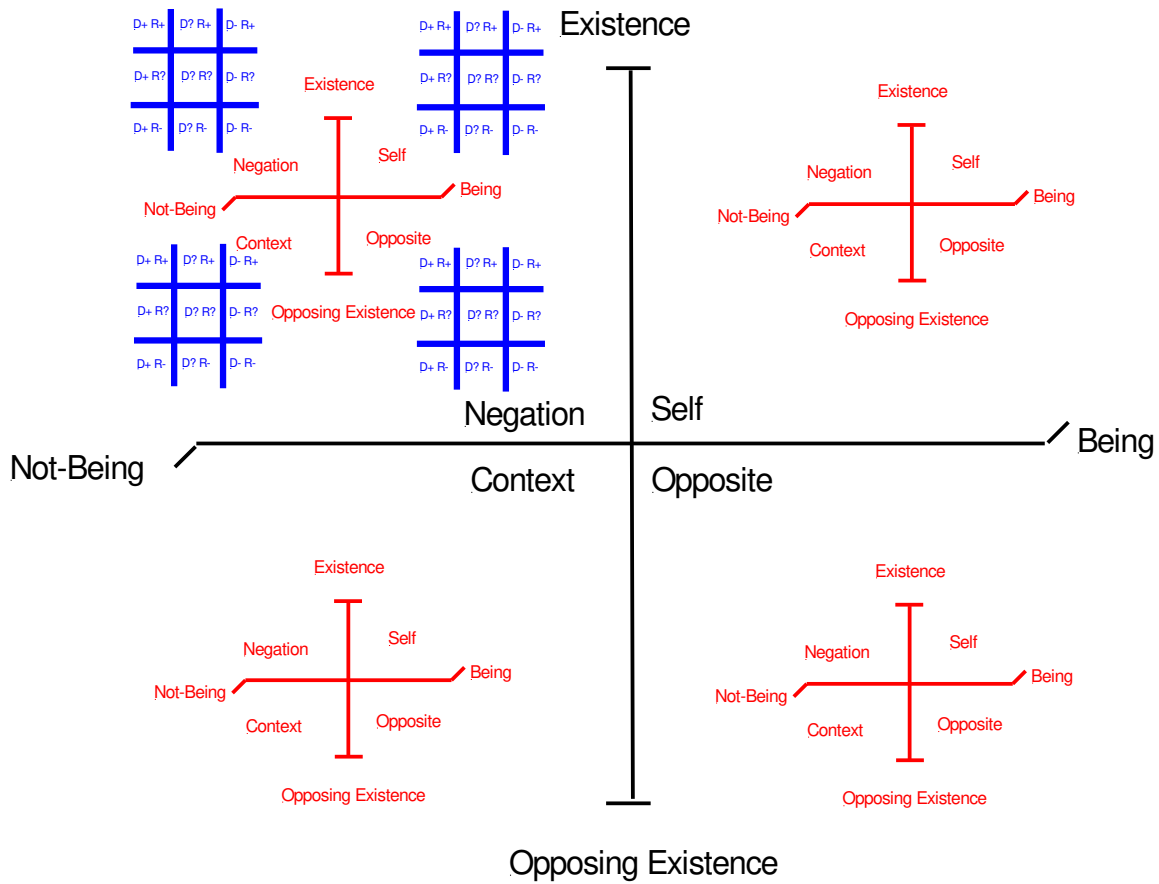 Existence
D+ R+ D? R+ D- R+
D+ R? D? R? D- R?
D+ R- D? R- D- R-
D+ R+ D? R+ D- R+
D+ R? D? R? D- R?
D+ R- D? R- D- R-
Existence
Negation
Self
Not-Being
Being
Context
Opposite
Opposing Existence
D+ R+ D? R+ D- R+
D+ R? D? R? D- R?
D+ R- D? R- D- R-
D+ R+ D? R+ D- R+
D+ R? D? R? D- R?
D+ R- D? R- D- R-
Existence
Negation
Self
Not-Being
Being
Context
Opposite
Opposing Existence
Negation
Self
Not-Being
Being
Context
Opposite
Existence
Negation
Self
Not-Being
Being
Context
Opposite
Opposing Existence
Existence
Negation
Self
Not-Being
Being
Context
Opposite
Opposing Existence
Opposing Existence